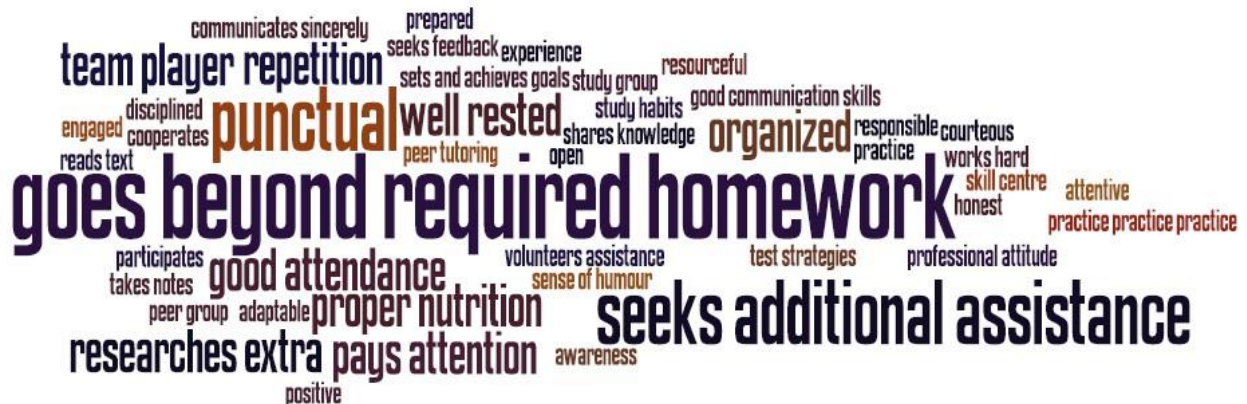 communicates sincerely
prepared
seeks feedback
experience
team player
repetition
sets and achieves goals
study group
resourceful
disciplined
punctual
well rested
study habits
good communication skills
engaged
cooperates
shares knowledge
organized
responsible
courteous
reads text
peer tutoring
open
practice
works hard
goes beyond required homework
skill centre
attentive
honest
practice practice practice
participates
good attendance
volunteers assistance
test strategies
professional attitude
takes notes
sense of humour
peer group
adaptable
proper nutrition
seeks additional assistance
researches extra
pays attention
awareness
positive